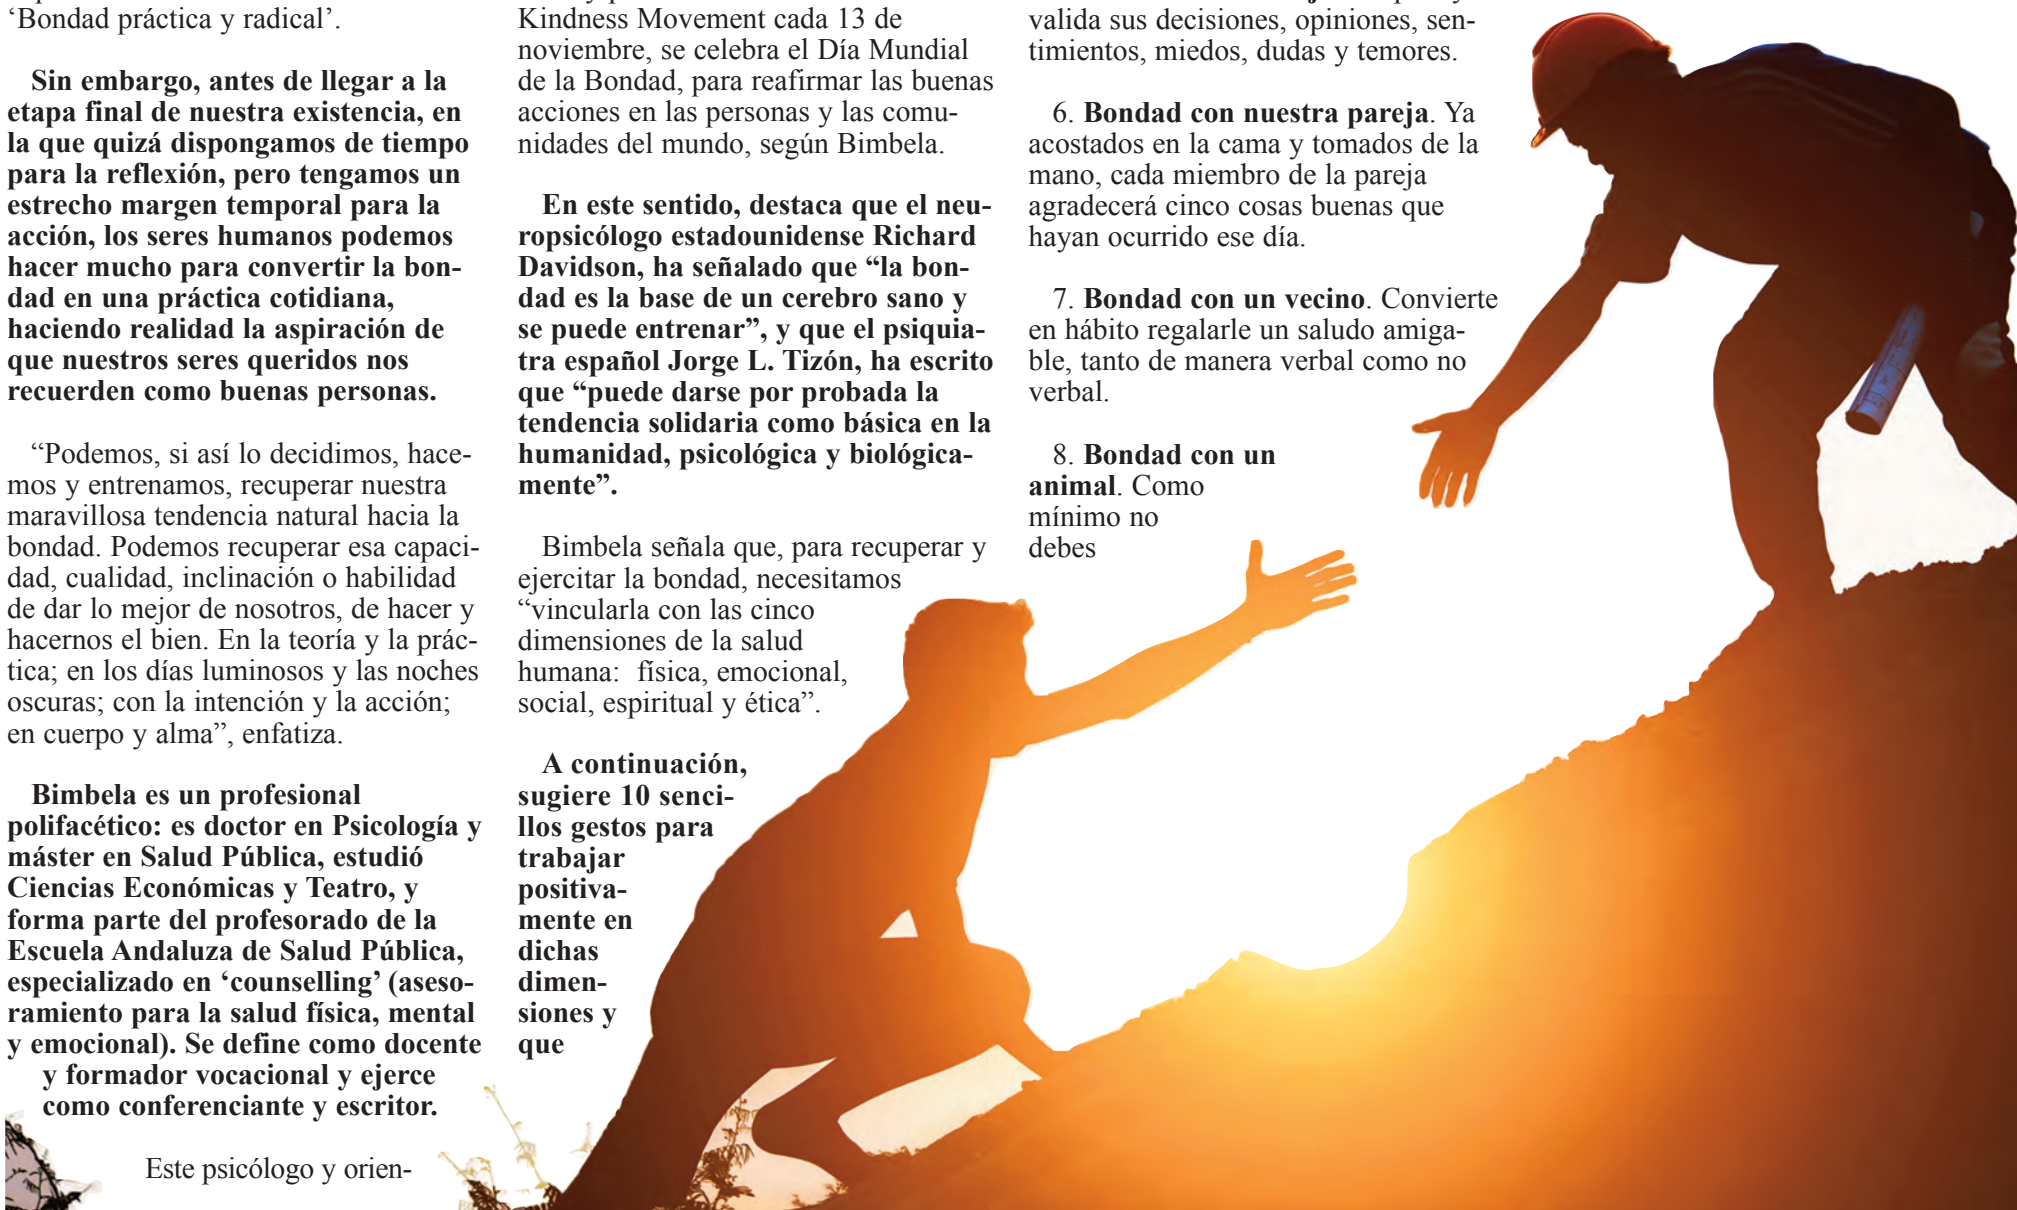 ‘Bondad práctica y radical’.
Sin embargo, antes de llegar a la
etapa final de nuestra existencia, en
la que quizá dispongamos de tiempo
para la reflexión, pero tengamos un
estrecho margen temporal para la
acción, los seres humanos podemos
hacer mucho para convertir la bon-
dad en una práctica cotidiana,
haciendo realidad la aspiración de
que nuestros seres queridos nos
recuerden como buenas personas.
“Podemos, si así lo decidimos, hace-
mos y entrenamos, recuperar nuestra
maravillosa tendencia natural hacia la
bondad. Podemos recuperar esa capaci-
dad, cualidad, inclinación o habilidad
de dar lo mejor de nosotros, de hacer y
hacernos el bien. En la teoría y la prác-
tica; en los días luminosos y las noches
oscuras; con la intención y la acción;
en cuerpo y alma”, enfatiza.
Bimbela es un profesional
polifacético: es doctor en Psicología y
máster en Salud Pública, estudió
Ciencias Económicas y Teatro, y
forma parte del profesorado de la
Escuela Andaluza de Salud Pública,
especializado en ‘counselling’ (aseso-
ramiento para la salud física, mental
y emocional). Se define como docente
y formador vocacional y ejerce
como conferenciante y escritor.
Este psicólogo y orien-
Kindness Movement cada 13 de
noviembre, se celebra el Día Mundial
de la Bondad, para reafirmar las buenas
acciones en las personas y las comu-
nidades del mundo, según Bimbela.
En este sentido, destaca que el neu-
ropsicólogo estadounidense Richard
Davidson, ha señalado que “la bon-
dad es la base de un cerebro sano y
se puede entrenar”, y que el psiquia-
tra español Jorge L. Tizón, ha escrito
que “puede darse por probada la
tendencia solidaria como básica en la
humanidad, psicológica y biológica-
mente”.
Bimbela señala que, para recuperar y
ejercitar la bondad, necesitamos
“vincularla con las cinco
dimensiones de la salud
humana: física, emocional,
social, espiritual y ética”.
A continuación,
sugiere 10 senci-
llos gestos para
trabajar
positiva-
mente en
dichas
dimen-
siones y
que
valida sus decisiones, opiniones, sen-
timientos, miedos, dudas y temores.
6. Bondad con nuestra pareja. Ya
acostados en la cama y tomados de la
mano, cada miembro de la pareja
agradecerá cinco cosas buenas que
hayan ocurrido ese día.
7. Bondad con un vecino. Convierte
en hábito regalarle un saludo amiga-
ble, tanto de manera verbal como no
verbal.
8. Bondad con un
animal. Como
mínimo no
debes